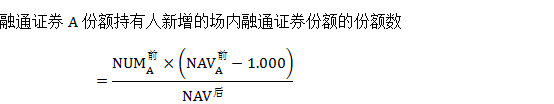 融通证券 A 份额持有人新增的场内融通证券份额的份额数
= NUM_A^前 × (NAV_A^前 − 1.000) / NAV^后